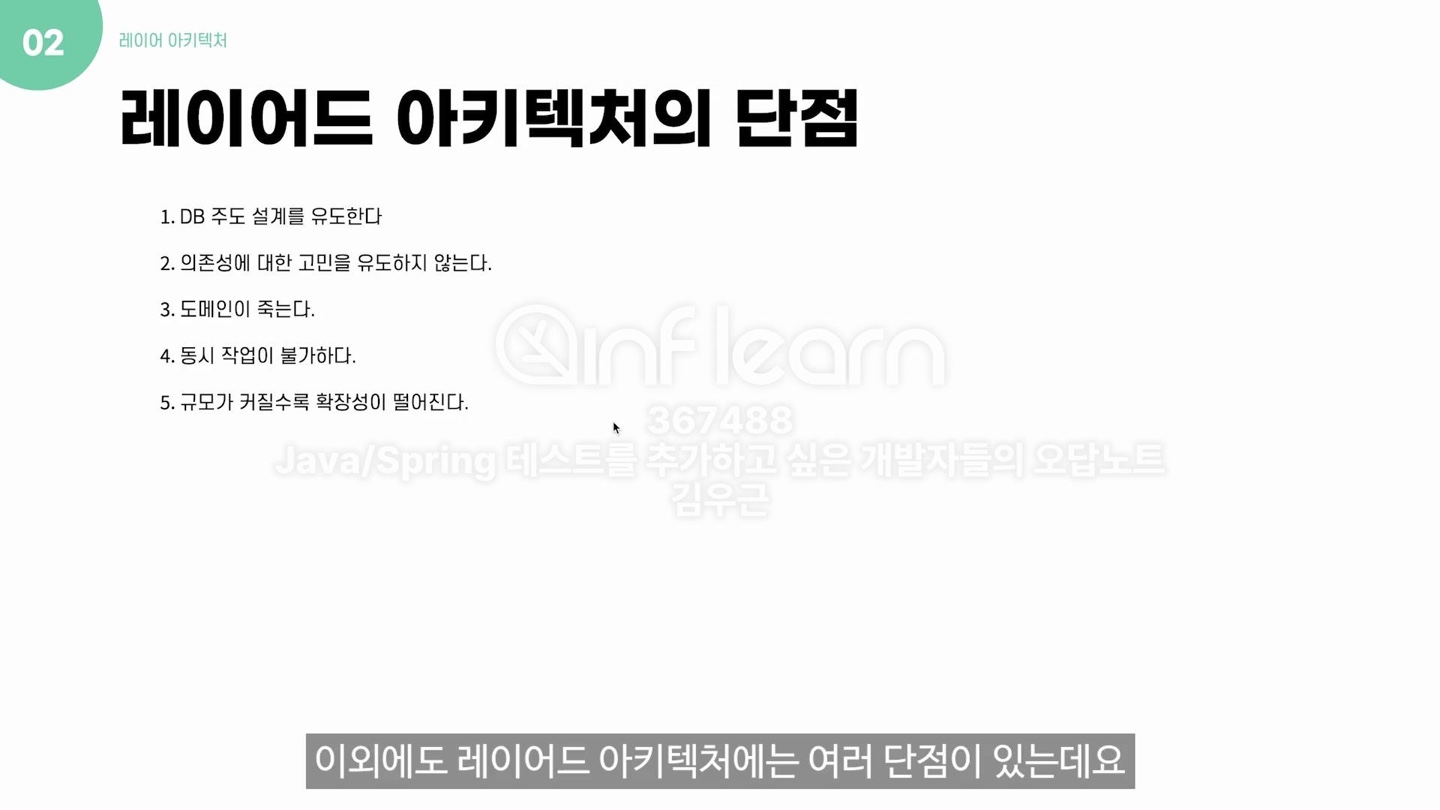 02
레이어 아키텍처
레이어드 아키텍처의 단점
1. DB 주도 설계를 유도한다
2. 의존성에 대한 고민을 유도하지 않는다.
3. 도메인이 죽는다.
4. 동시 작업이 불가하다.
5. 규모가 커질수록 확장성이 떨어진다.
inflearn
367488
Java/Spring 테스트를 추가하고 싶은 개발자들의 오답노트
김우근
이외에도 레이어드 아키텍처에는 여러 단점이 있는데요